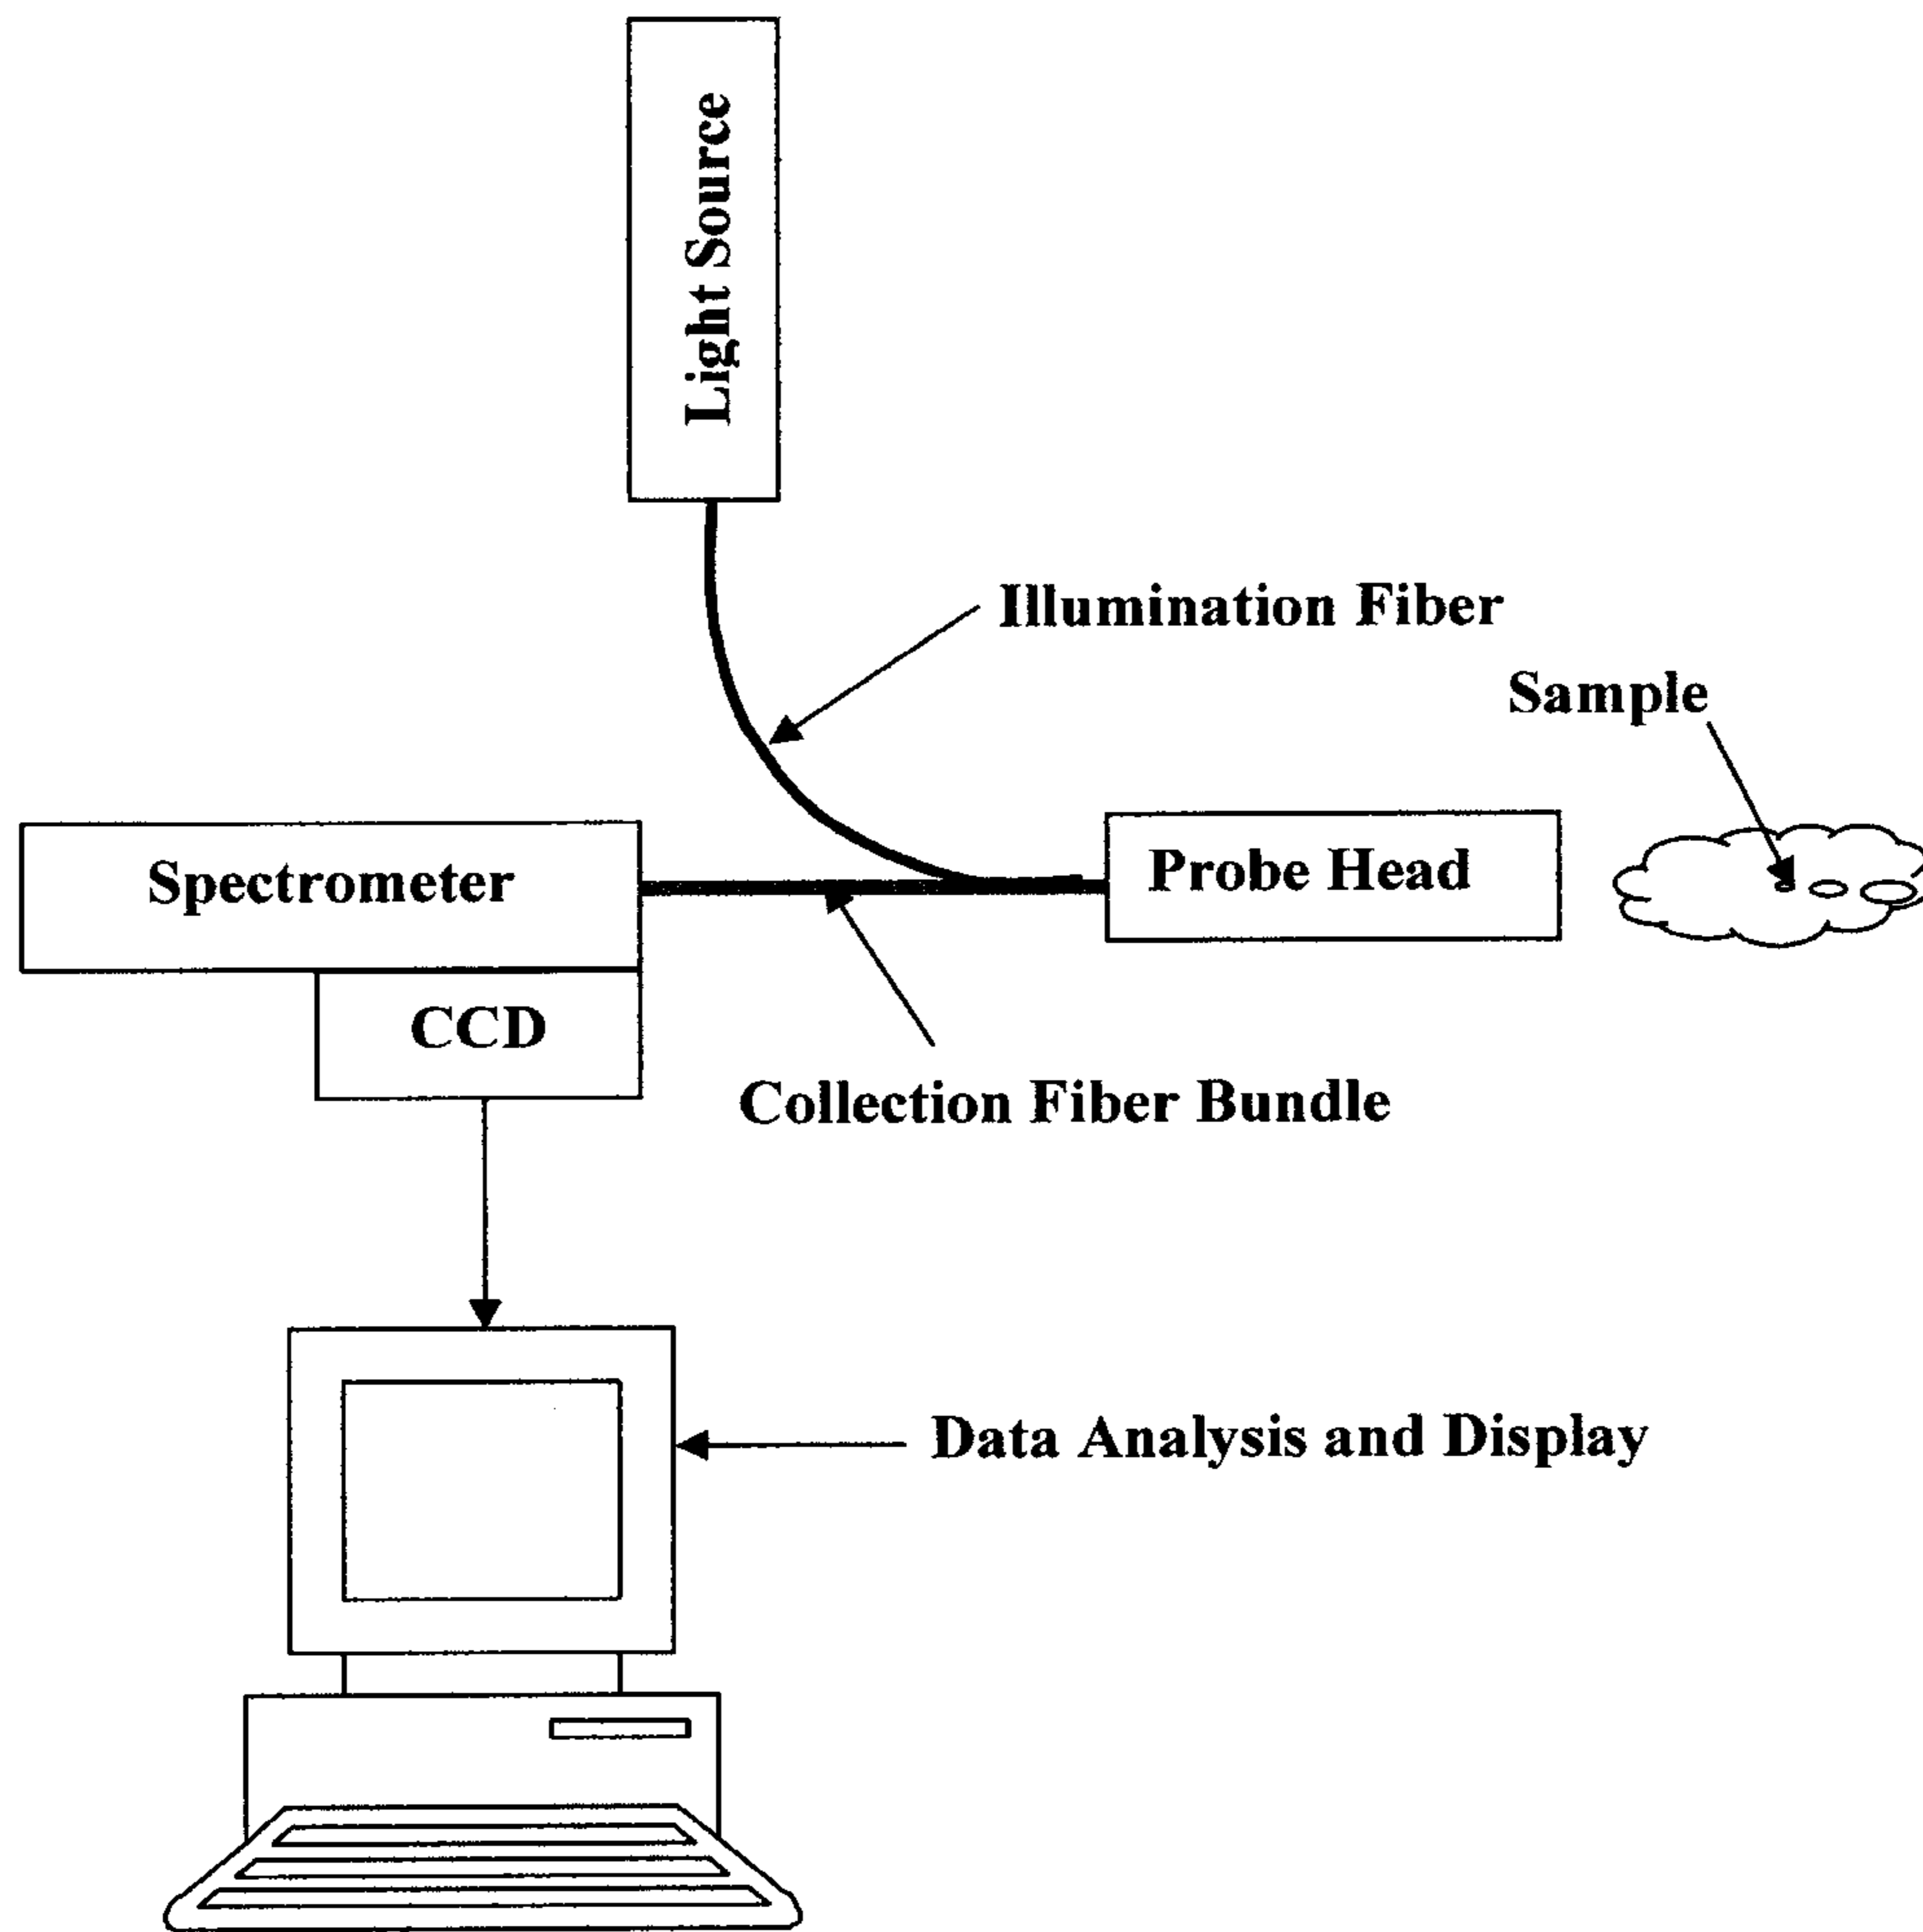 Light Source
Illumination Fiber
Sample
Spectrometer
Probe Head
CCD
Collection Fiber Bundle
Data Analysis and Display